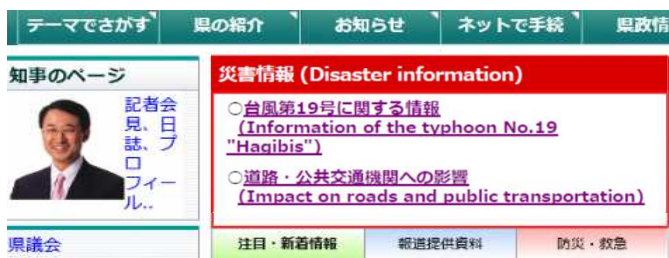 テーマでさがす 県の紹介 お知らせ ネットで手続 県政情
知事のページ
記者会
見、日
誌、プ
ロ
フィー
ル..
県議会
災害情報 (Disaster information)
○台風第19号に関する情報
(Information of the typhoon No.19
"Hagibis")
○道路・公共交通機関への影響
(Impact on roads and public transportation)
注目・新着情報 報道提供資料 防災・救急